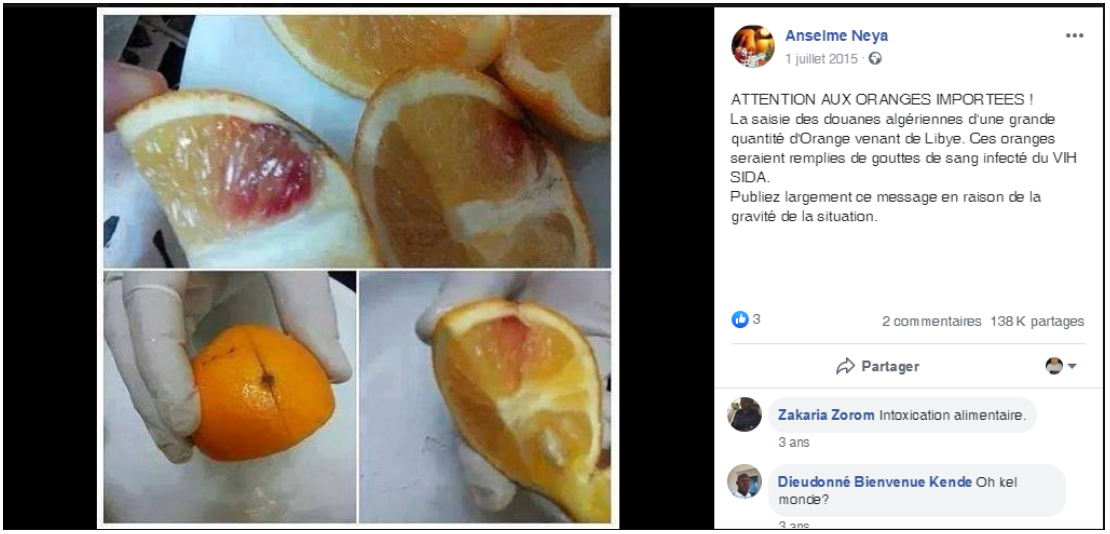 Anselme Neya
1 juillet 2015
ATTENTION AUX ORANGES IMPORTEES !
La saisie des douanes algériennes d'une grande
quantité d'Orange venant de Libye. Ces oranges
seraient remplies de gouttes de sang infecté du VIH
SIDA.
Publiez largement ce message en raison de la
gravité de la situation.
3
2 commentaires 138 K partages
Partager
Zakaria Zorom Intoxication alimentaire.
3 ans
Dieudonné Bienvenue Kende Oh kel
monde?
3 ans